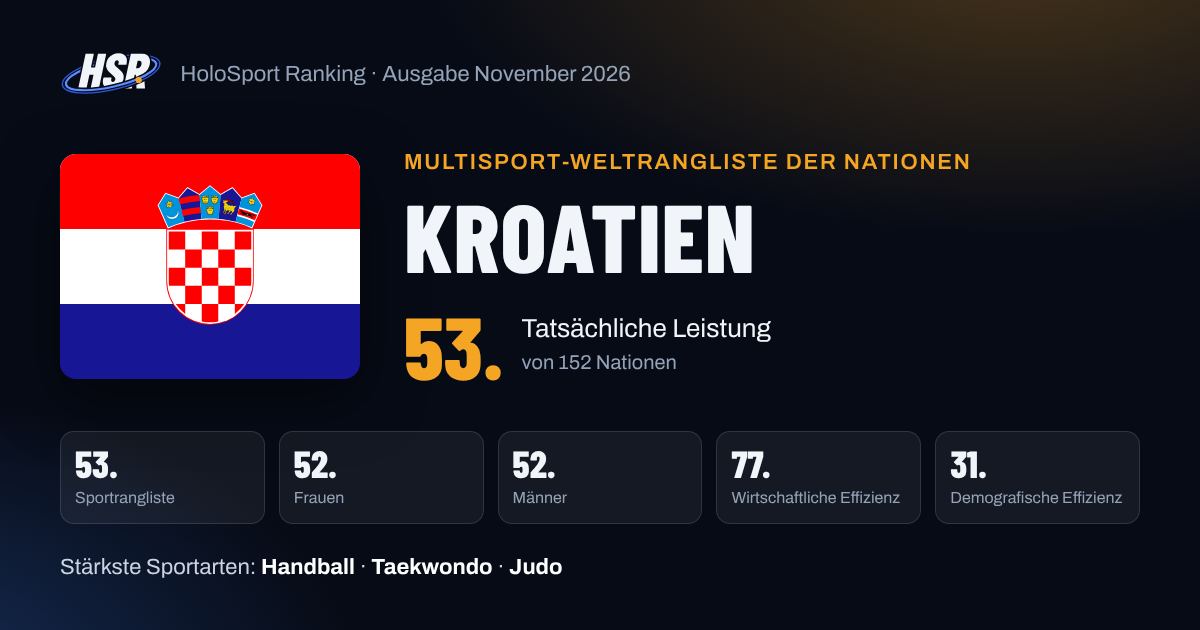 HSR
HoloSport Ranking · Ausgabe November 2026
MULTISPORT-WELTRANGLISTE DER NATIONEN
KROATIEN
53.
Tatsächliche Leistung
von 152 Nationen
53.
Sportrangliste
52.
Frauen
52.
Männer
77.
Wirtschaftliche Effizienz
31.
Demografische Effizienz
Stärkste Sportarten: Handball · Taekwondo · Judo